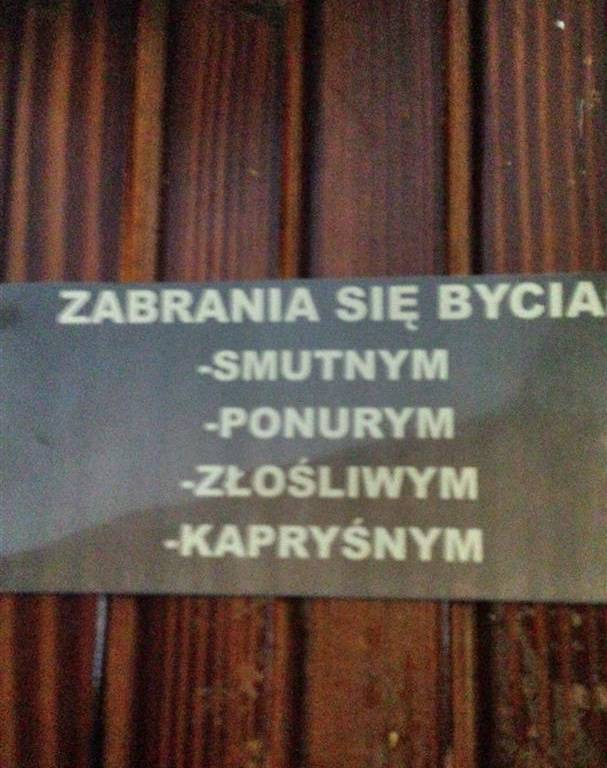 ZABRANIA SIĘ BYCIA
-SMUTNYM
-PONURYM
-ZŁOŚLIWYM
-KAPRYŚNYM